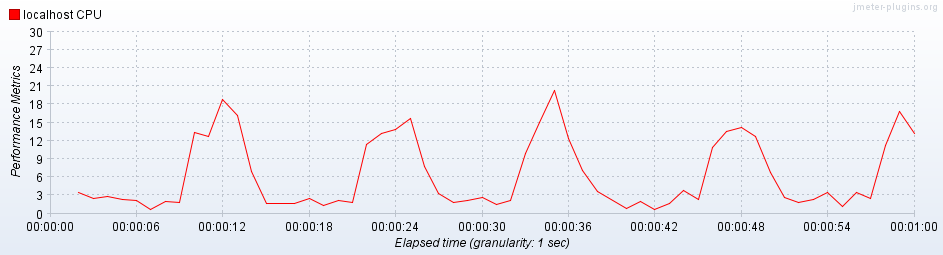 jmeter-plugins.org
localhost CPU
Performance Metrics
30
27
24
21
18
15
12
9
6
3
0
00:00:00 00:00:06 00:00:12 00:00:18 00:00:24 00:00:30 00:00:36 00:00:42 00:00:48 00:00:54 00:01:00
Elapsed time (granularity: 1 sec)